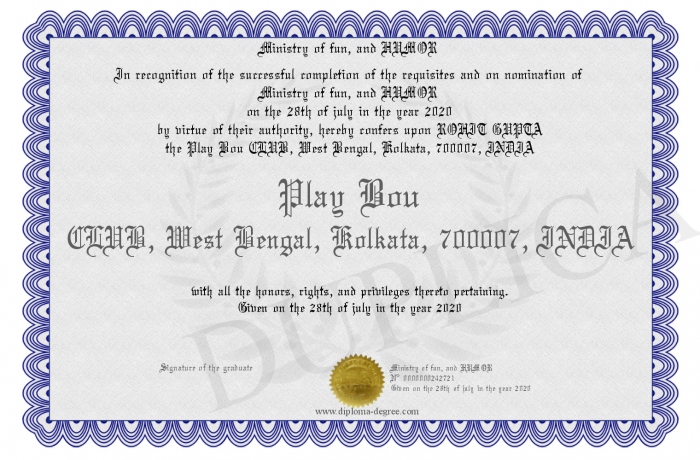 Ministry of fun, and HUMOR
In recognition of the successful completion of the requisites and on nomination of
Ministry of fun, and HUMOR
on the 28th of july in the year 2020
by virtue of their authority, hereby confers upon ROHIT GUPTA
the Play Bou CLUB, West Bengal, Kolkata, 700007, INDIA
Play Bou
CLUB, West Bengal, Kolkata, 700007, INDIA
DUPLICA
with all the honors, rights, and privileges thereto pertaining.
Given on the 28th of july in the year 2020
Signature of the graduate
Ministry of fun, and HUMOR
N° 0000000242721
Given on the 28th of july in the year 2020
www.diploma-degree.com